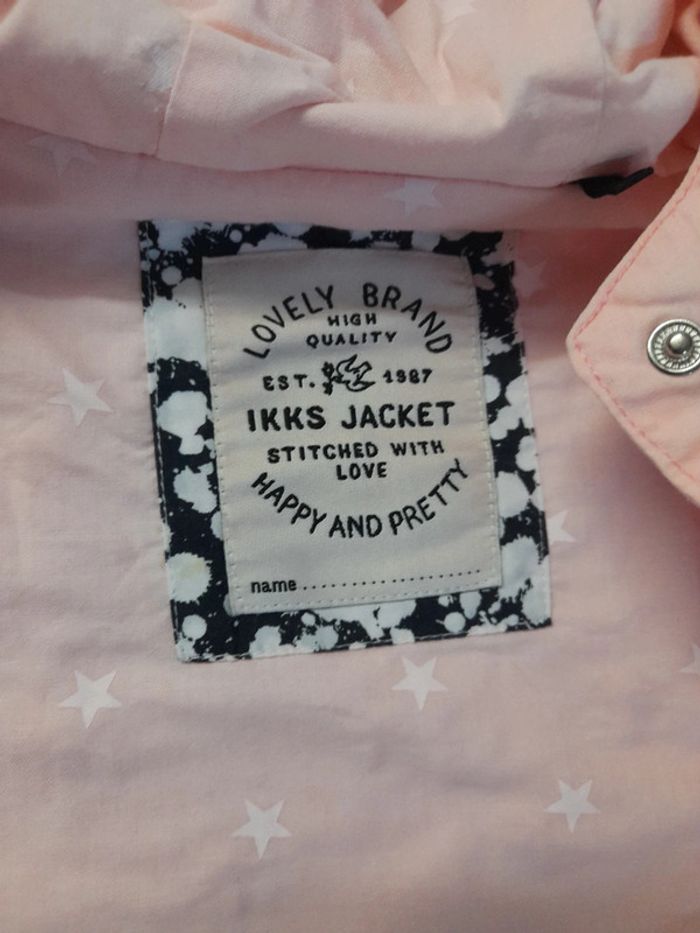 LOVELY BRAND
HIGH
QUALITY
EST. 1987
IKKS JACKET
STITCHED WITH
LOVE
HAPPY AND PRETTY
name...................